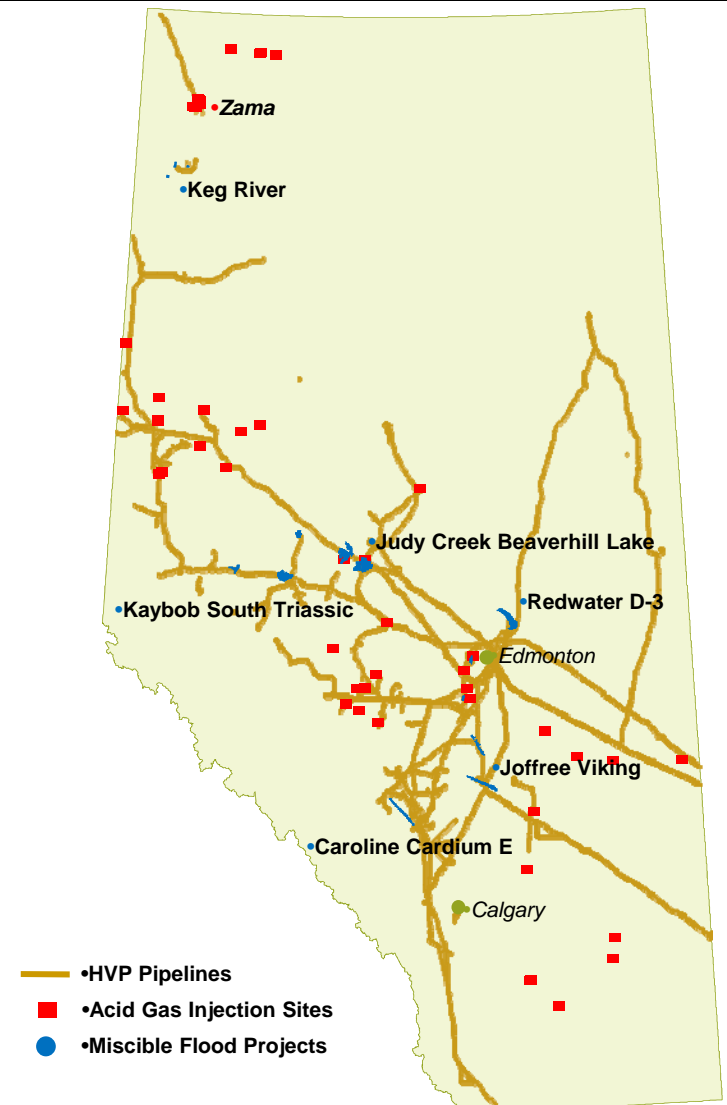 •Zama
•Keg River
•Judy Creek Beaverhill Lake
•Kaybob South Triassic
•Redwater D-3
Edmonton
•Joffree Viking
•Caroline Cardium E
Calgary
•HVP Pipelines
•Acid Gas Injection Sites
•Miscible Flood Projects